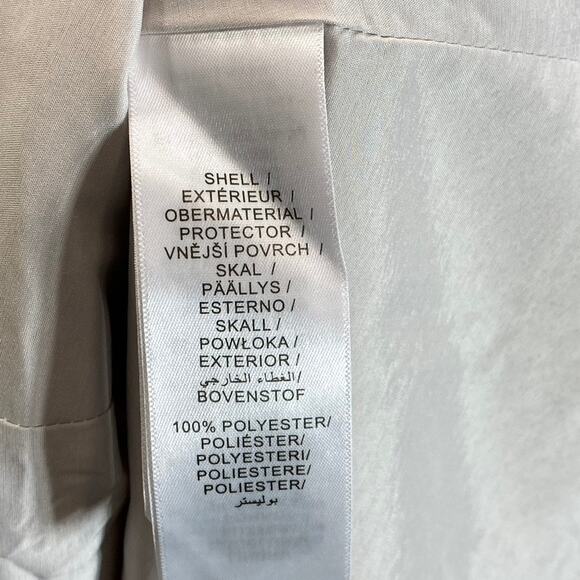 SHELL /
EXTÉRIEUR /
OBERMATERIAL /
PROTECTOR /
VNĚJŠÍ POVRCH /
SKAL /
PÄÄLLYS /
ESTERNO /
SKALL /
POWŁOKA /
EXTERIOR /
الغطاء الخارجي/
BOVENSTOF
100% POLYESTER/
POLIÉSTER/
POLYESTERI/
POLIESTERE/
POLIESTER/
بوليستر